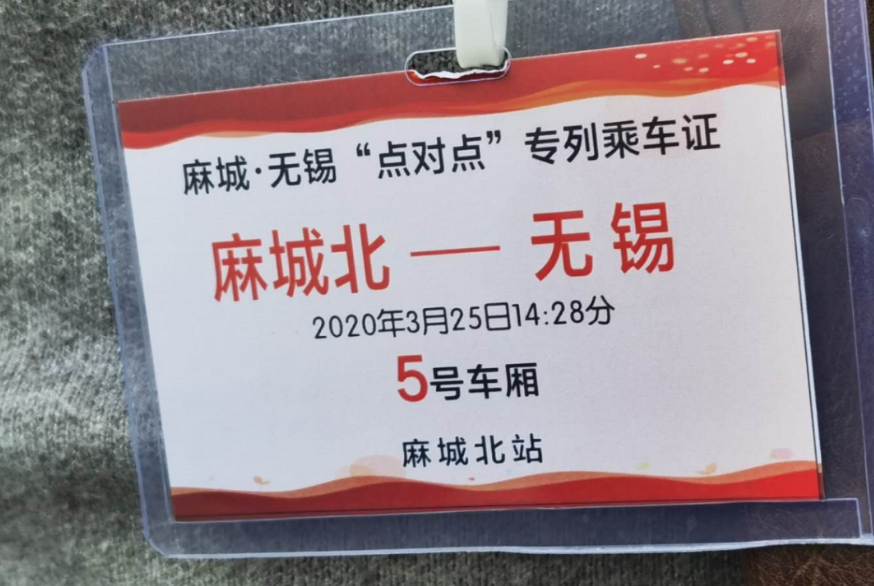 麻城·无锡“点对点”专列乘车证
麻城北 — 无锡
2020年3月25日14:28分
5号车厢
麻城北站